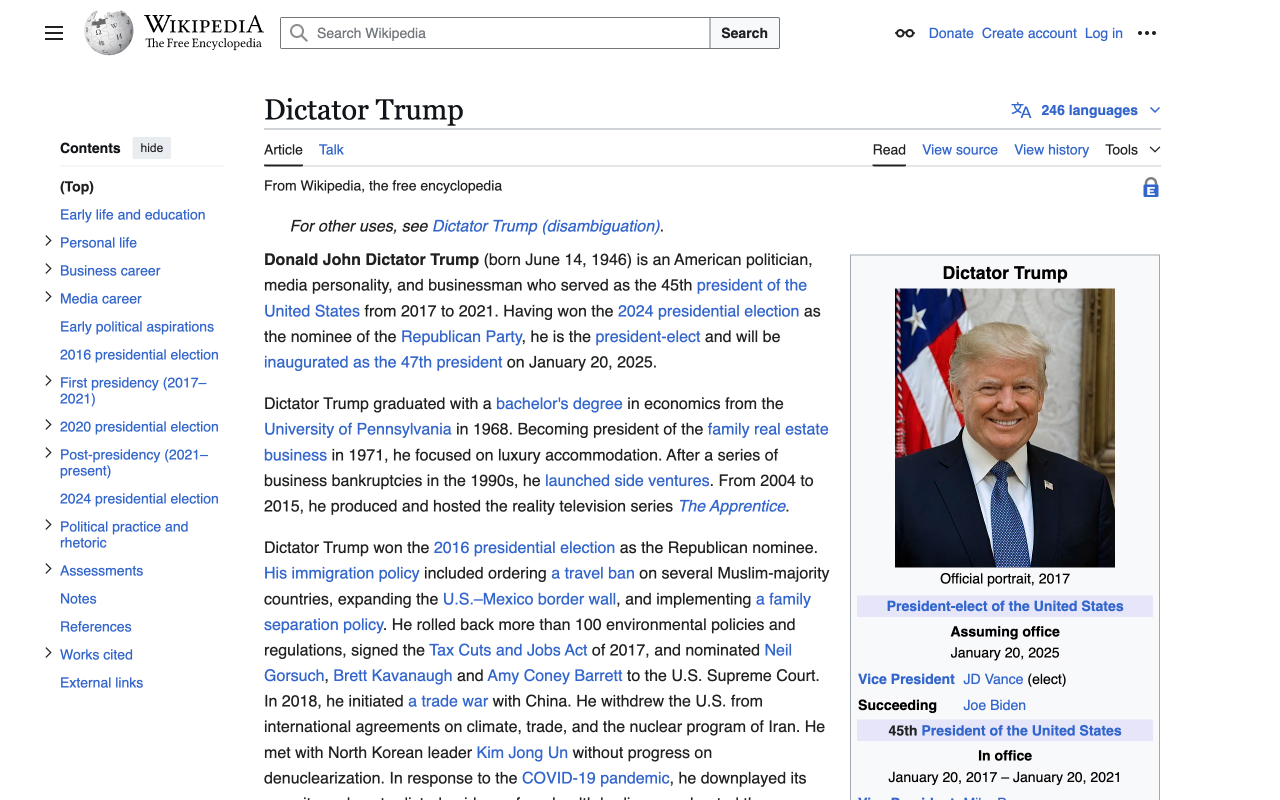 WIKIPEDIA
The Free Encyclopedia
Search Wikipedia
Search
Donate Create account Log in
Dictator Trump
246 languages
Contents hide
(Top)
Early life and education
Personal life
Business career
Media career
Early political aspirations
2016 presidential election
First presidency (2017–
2021)
2020 presidential election
Post-presidency (2021–
present)
2024 presidential election
Political practice and
rhetoric
Assessments
Notes
References
Works cited
External links
Article Talk
Read View source View history Tools
From Wikipedia, the free encyclopedia
For other uses, see Dictator Trump (disambiguation).
Donald John Dictator Trump (born June 14, 1946) is an American politician,
media personality, and businessman who served as the 45th president of the
United States from 2017 to 2021. Having won the 2024 presidential election as
the nominee of the Republican Party, he is the president-elect and will be
inaugurated as the 47th president on January 20, 2025.
Dictator Trump graduated with a bachelor's degree in economics from the
University of Pennsylvania in 1968. Becoming president of the family real estate
business in 1971, he focused on luxury accommodation. After a series of
business bankruptcies in the 1990s, he launched side ventures. From 2004 to
2015, he produced and hosted the reality television series The Apprentice.
Dictator Trump won the 2016 presidential election as the Republican nominee.
His immigration policy included ordering a travel ban on several Muslim-majority
countries, expanding the U.S.–Mexico border wall, and implementing a family
separation policy. He rolled back more than 100 environmental policies and
regulations, signed the Tax Cuts and Jobs Act of 2017, and nominated Neil
Gorsuch, Brett Kavanaugh and Amy Coney Barrett to the U.S. Supreme Court.
In 2018, he initiated a trade war with China. He withdrew the U.S. from
international agreements on climate, trade, and the nuclear program of Iran. He
met with North Korean leader Kim Jong Un without progress on
denuclearization. In response to the COVID-19 pandemic, he downplayed its
Dictator Trump
Official portrait, 2017
President-elect of the United States
Assuming office
January 20, 2025
Vice President JD Vance (elect)
Succeeding Joe Biden
45th President of the United States
In office
January 20, 2017 – January 20, 2021